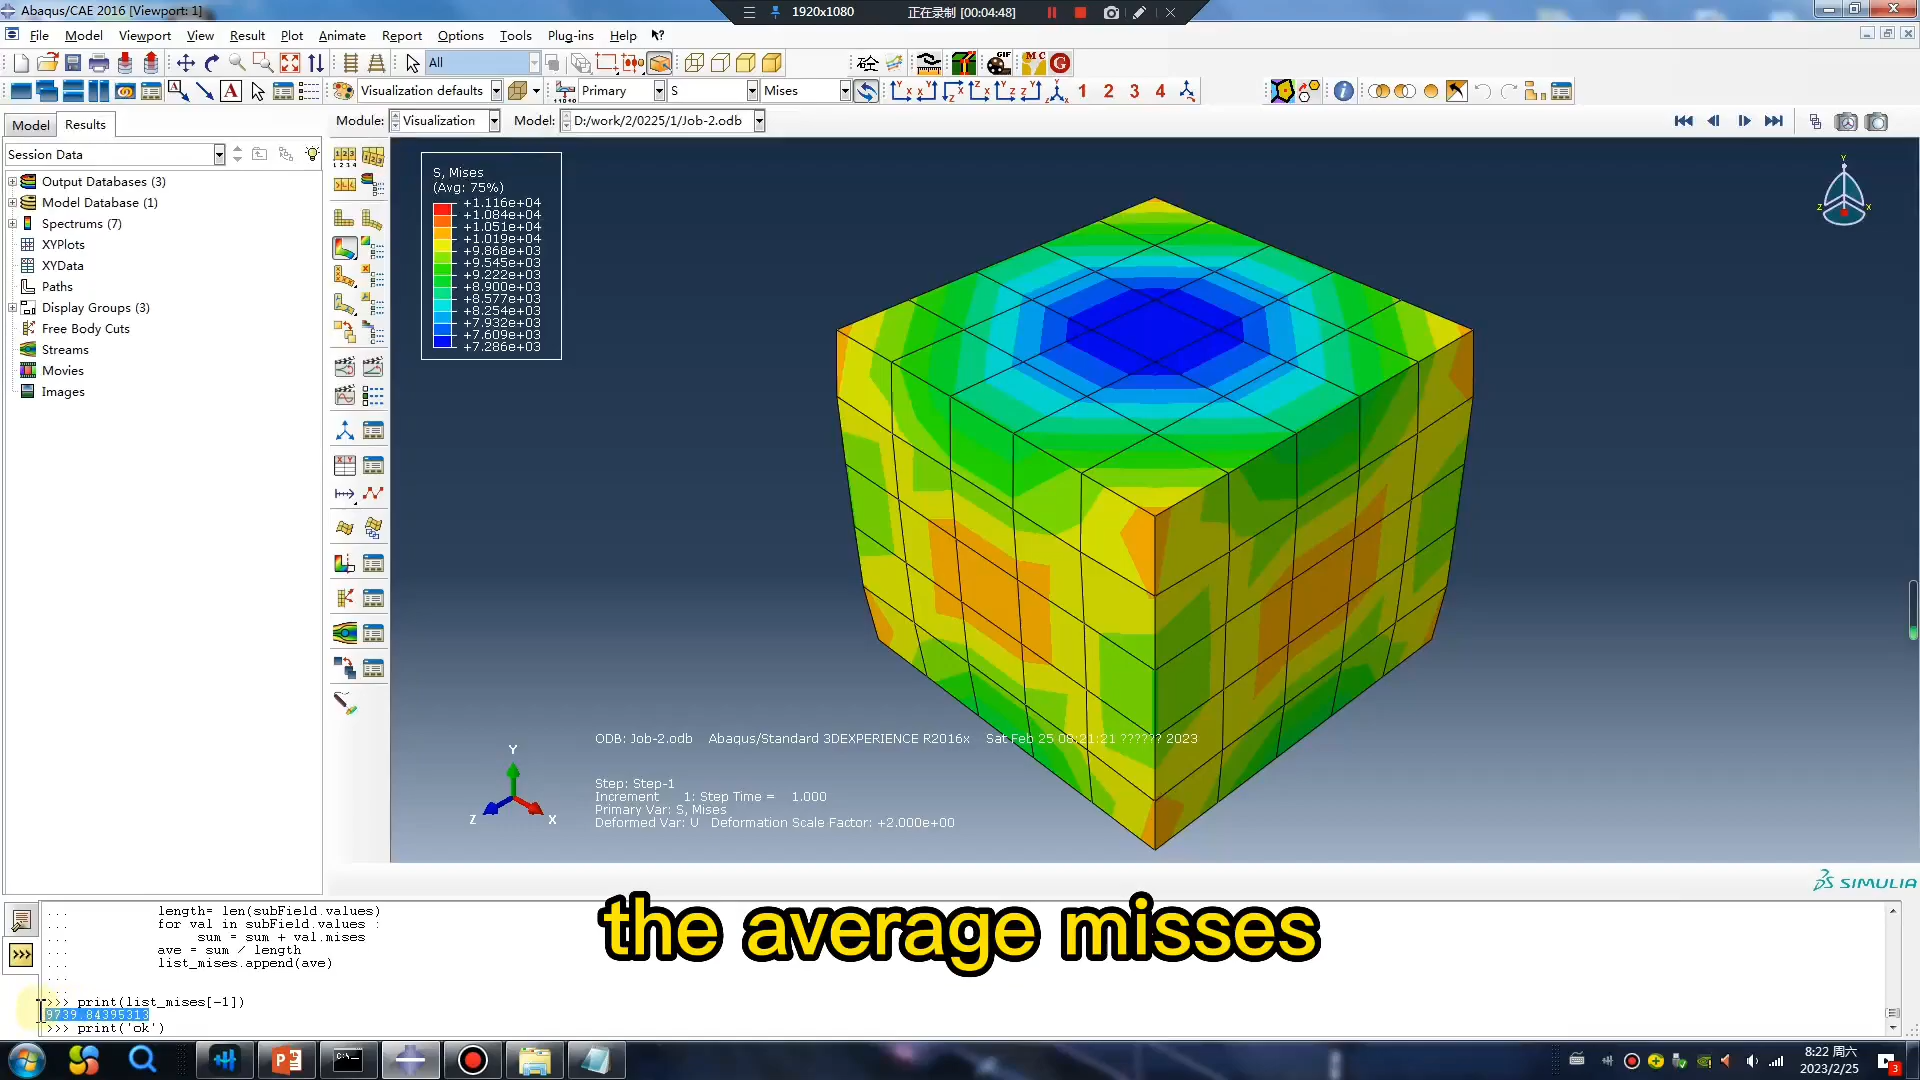 Abaqus/CAE 2016 [Viewport: 1]
1920x1080
正在录制 [00:04:48]
File Model Viewport View Result Plot Animate Report Options Tools Plug-ins Help
All
Visualization defaults
Primary
S
Mises
1 2 3 4
Model Results
Module: Visualization
Model: D:/work/2/0225/1/Job-2.odb
Session Data
Output Databases (3)
Model Database (1)
Spectrums (7)
XYPlots
XYData
Paths
Display Groups (3)
Free Body Cuts
Streams
Movies
Images
S, Mises
(Avg: 75%)
+1.116e+04
+1.084e+04
+1.051e+04
+1.019e+04
+9.868e+03
+9.545e+03
+9.222e+03
+8.900e+03
+8.577e+03
+8.254e+03
+7.932e+03
+7.609e+03
+7.286e+03
Y
Z
X
ODB: Job-2.odb Abaqus/Standard 3DEXPERIENCE R2016x Sat Feb 25 08:21:21 ?????? 2023
Y
Z
X
Step: Step-1
Increment 1: Step Time = 1.000
Primary Var: S, Mises
Deformed Var: U Deformation Scale Factor: +2.000e+00
SIMULIA
... length= len(subField.values)
... for val in subField.values :
... sum = sum + val.mises
... ave = sum / length
... list_mises.append(ave)
...
...
>>> print(list_mises[-1])
9739.84395313
>>> print('ok')
the average misses
8:22 周六
2023/2/25
3